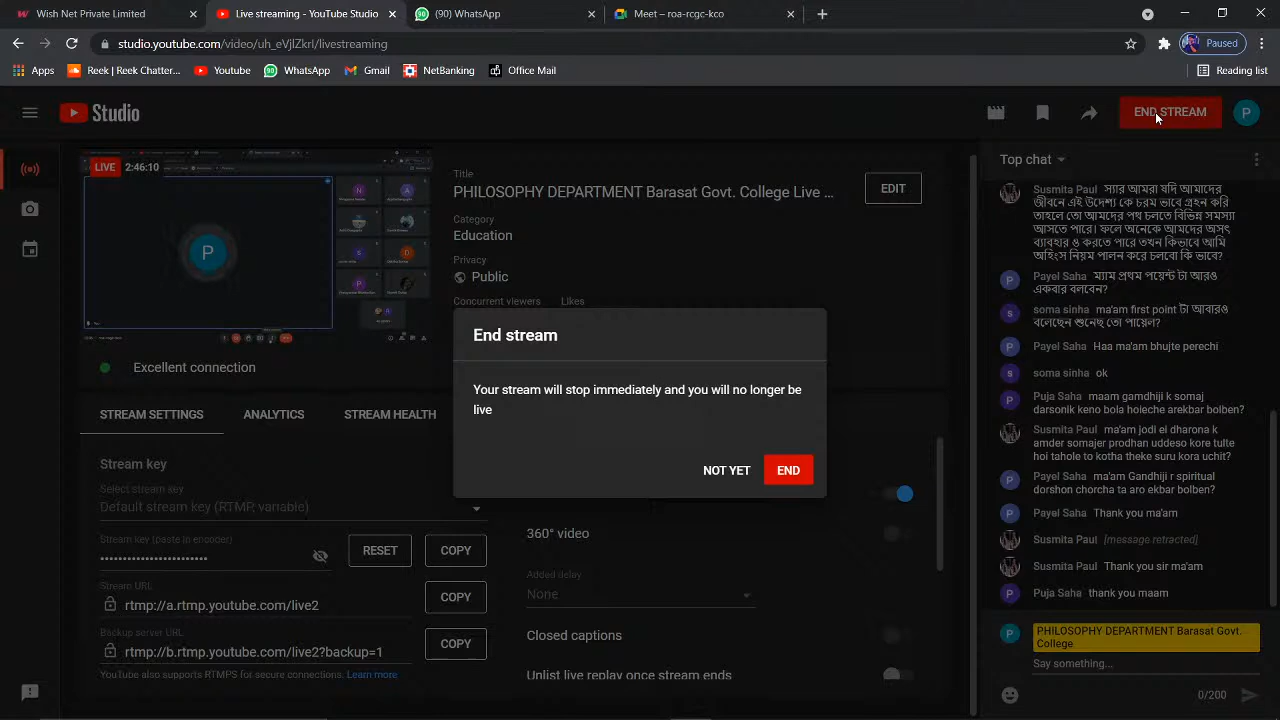 Wish Net Private Limited
Live streaming - YouTube Studio
(90) WhatsApp
Meet – roa-rcgc-kco
studio.youtube.com/video/uh_eVjlZkrI/livestreaming
Paused
Apps
Reek | Reek Chatter...
Youtube
WhatsApp
Gmail
NetBanking
Office Mail
Reading list
Studio
END STREAM
P
LIVE 2:46:10
P
Title
PHILOSOPHY DEPARTMENT Barasat Govt. College Live ...
EDIT
Category
Education
Privacy
Public
Concurrent viewers
Likes
Excellent connection
End stream
Your stream will stop immediately and you will no longer be
live
NOT YET
END
STREAM SETTINGS
ANALYTICS
STREAM HEALTH
Stream key
Select stream key
Default stream key (RTMP, variable)
Stream key (paste in encoder)
RESET
COPY
Stream URL
rtmp://a.rtmp.youtube.com/live2
COPY
Backup server URL
rtmp://b.rtmp.youtube.com/live2?backup=1
COPY
YouTube also supports RTMPS for secure connections. Learn more
360° video
Added delay
None
Closed captions
Unlist live replay once stream ends
Top chat
Susmita Paul স্যার আমরা যদি আমাদের
জীবনে এই উদেশ্য কে চরম ভাবে গ্রহন করি
তাহলে তো আমাদের পথ চলতে বিভিন্ন সমস্যা
আসতে পারে। ফলে অনেকে আমাদের অসৎ
ব্যাবহার ও করতে পারে তখন কিভাবে আমি
অহিংস নিয়ম পালন করে চলবো কি ভাবে?
P Payel Saha ম্যাম প্রথম পয়েন্ট টা আরও
একবার বলবেন?
s soma sinha ma'am first point টা আবারও
বলেছেন শুনেছ তো পায়েল?
P Payel Saha Haa ma'am bhujte perechi
s soma sinha ok
P Puja Saha maam gandhiji k somaj
darsonik keno bola holeche arekbar bolben?
Susmita Paul ma'am jodi ei dharona k
amder somajer prodhan uddeso kore tulte
hoi tahole to kotha theke suru kora uchit?
P Payel Saha ma'am Gandhiji r spiritual
dorshon chorcha ta aro ekbar bolben?
P Payel Saha Thank you ma'am
Susmita Paul [message retracted]
Susmita Paul Thank you sir ma'am
P Puja Saha thank you maam
P PHILOSOPHY DEPARTMENT Barasat Govt.
College
Say something...
0/200